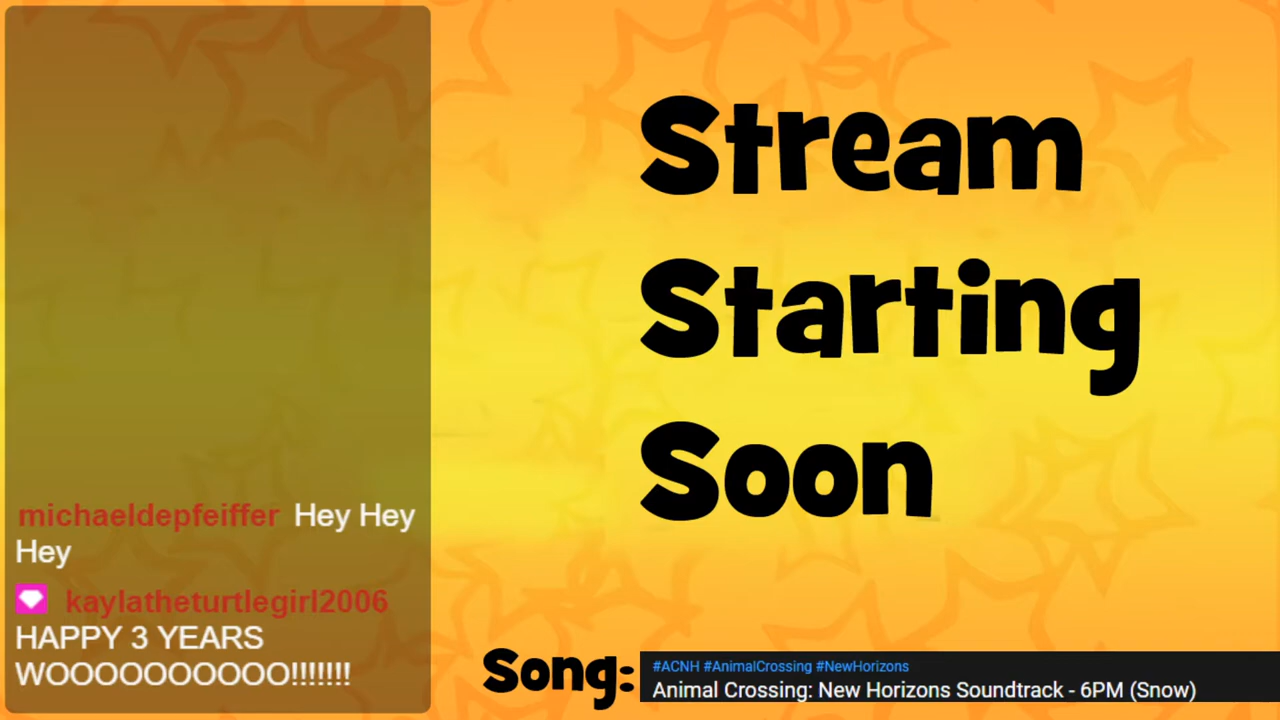 michaeldepfeiffer Hey Hey
Hey
kaylatheturtlegirl2006
HAPPY 3 YEARS
WOOOOOOOOOO!!!!!!!
Stream
Starting
Soon
Song:
#ACNH #AnimalCrossing #NewHorizons
Animal Crossing: New Horizons Soundtrack - 6PM (Snow)